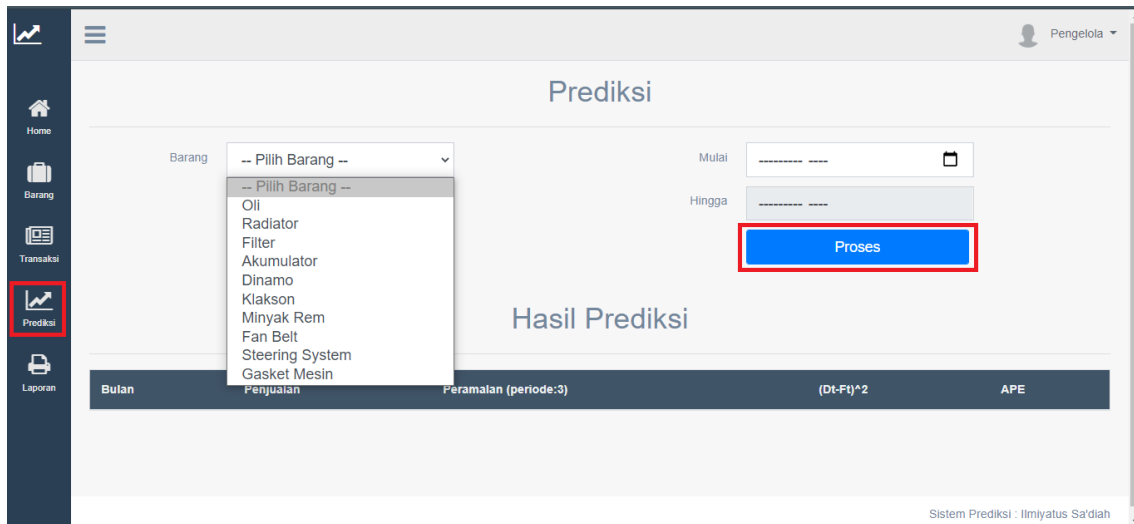 Pengelola
Prediksi
Home
Barang
Transaksi
Prediksi
Laporan
Barang
-- Pilih Barang --
-- Pilih Barang --
Oli
Radiator
Filter
Akumulator
Dinamo
Klakson
Minyak Rem
Fan Belt
Steering System
Gasket Mesin
Mulai
--------- ----
Hingga
--------- ----
Proses
Hasil Prediksi
Bulan Penjualan Peramalan (periode:3) (Dt-Ft)^2 APE
Sistem Prediksi : Ilmiyatus Sa'diah